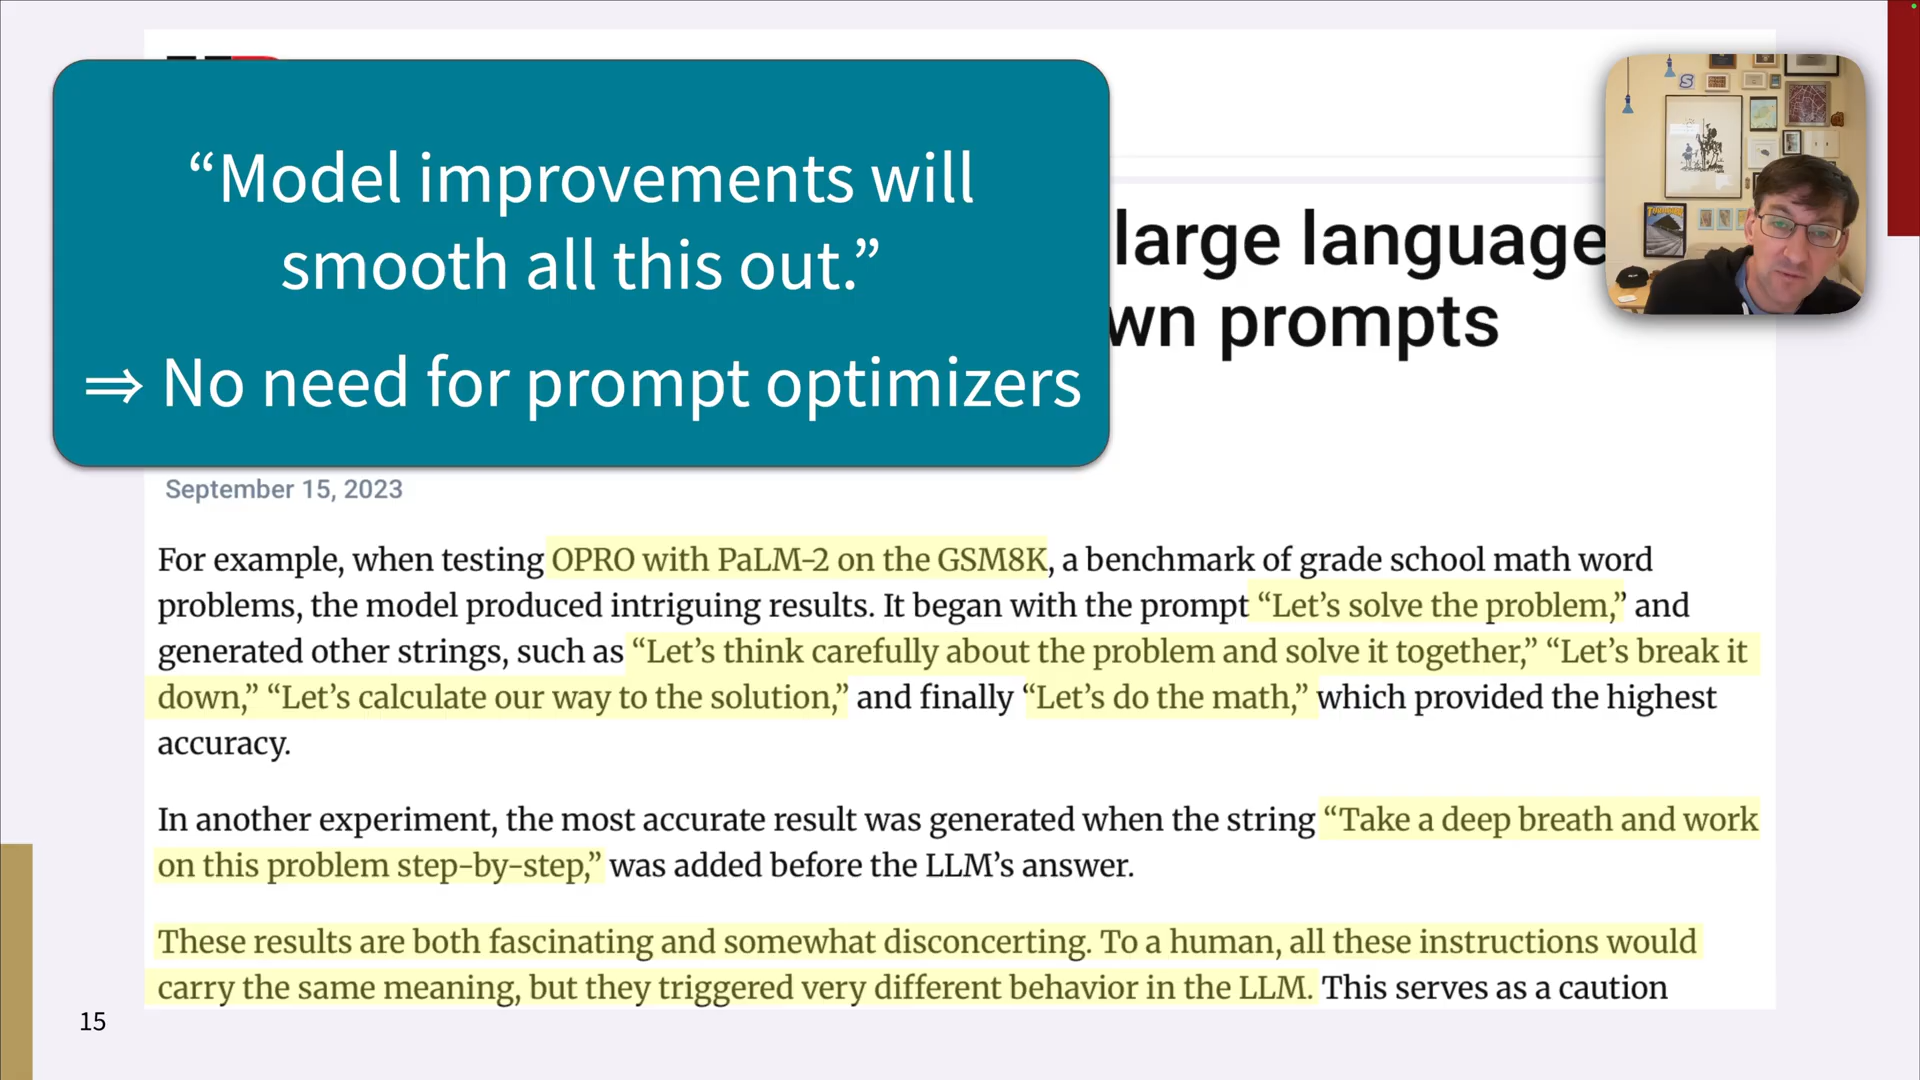 “Model improvements will
smooth all this out.”
⇒ No need for prompt optimizers
large language
wn prompts
September 15, 2023
For example, when testing OPRO with PaLM-2 on the GSM8K, a benchmark of grade school math word
problems, the model produced intriguing results. It began with the prompt “Let’s solve the problem,” and
generated other strings, such as “Let’s think carefully about the problem and solve it together,” “Let’s break it
down,” “Let’s calculate our way to the solution,” and finally “Let’s do the math,” which provided the highest
accuracy.
In another experiment, the most accurate result was generated when the string “Take a deep breath and work
on this problem step-by-step,” was added before the LLM’s answer.
These results are both fascinating and somewhat disconcerting. To a human, all these instructions would
carry the same meaning, but they triggered very different behavior in the LLM. This serves as a caution
15